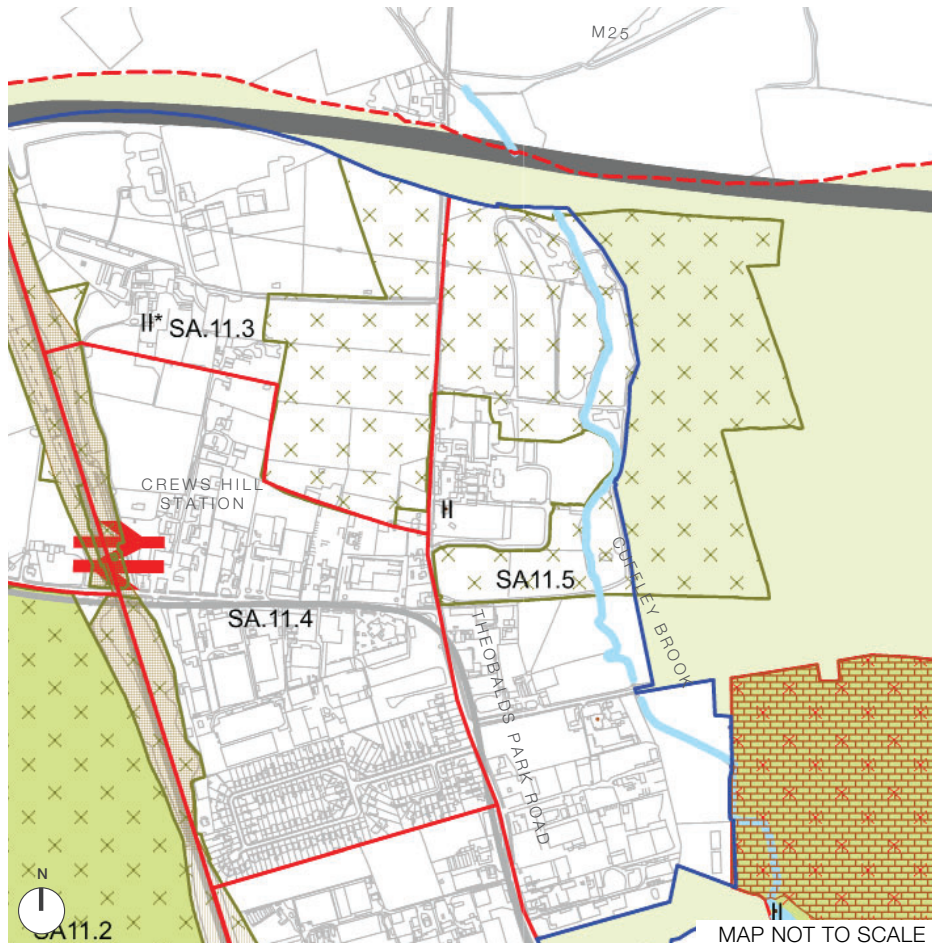 M25
II*
SA.11.3
CREWS HILL
STATION
II
SA11.5
SA.11.4
CUFFLEY BROOK
THEOBALDS PARK ROAD
N
SA11.2
II
MAP NOT TO SCALE